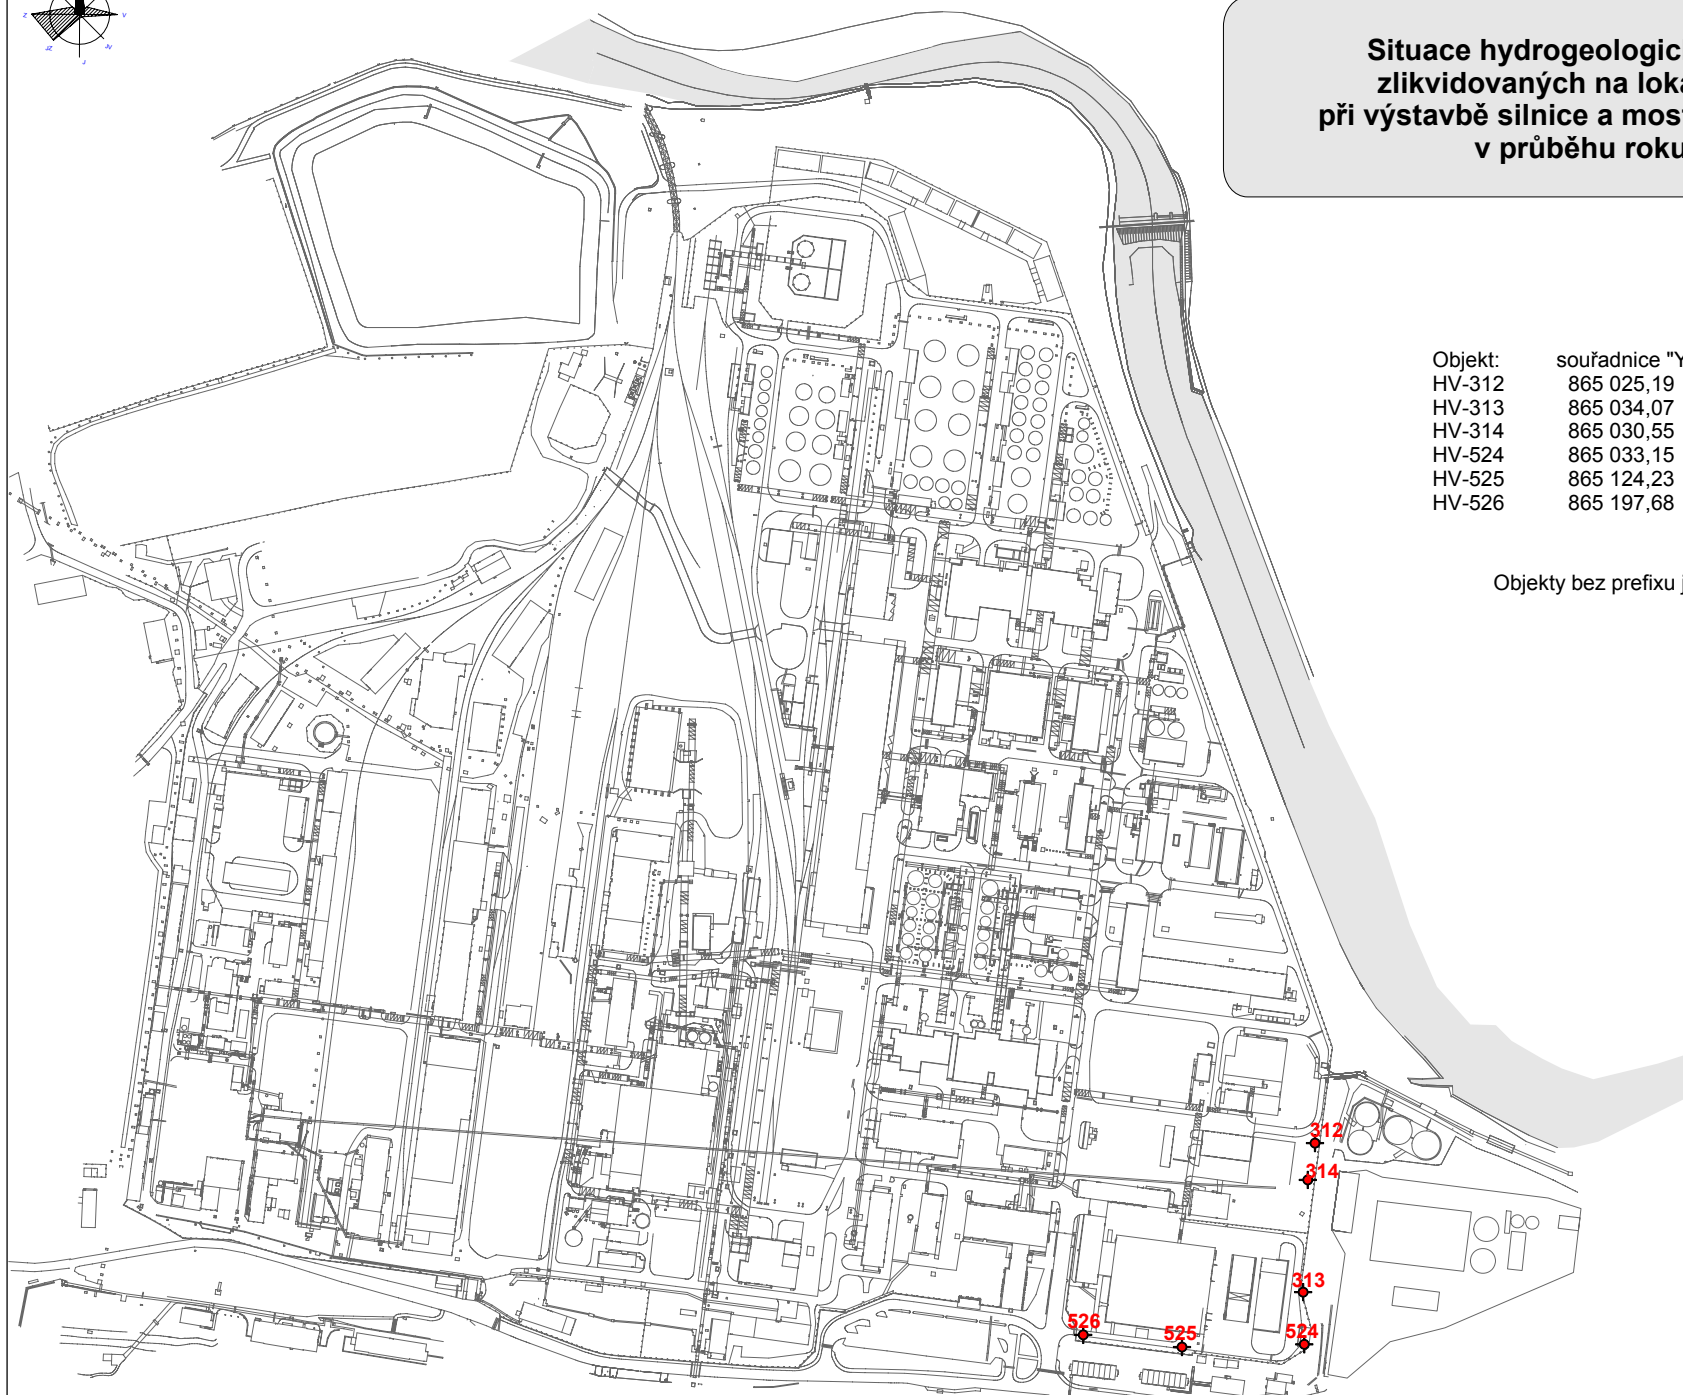 Z
V
JZ
JV
J
Situace hydrogeologic
zlikvidovaných na loka
při výstavbě silnice a most
v průběhu roku
Objekt: souřadnice "Y
HV-312 865 025,19
HV-313 865 034,07
HV-314 865 030,55
HV-524 865 033,15
HV-525 865 124,23
HV-526 865 197,68
Objekty bez prefixu j
312
314
313
526
525
524